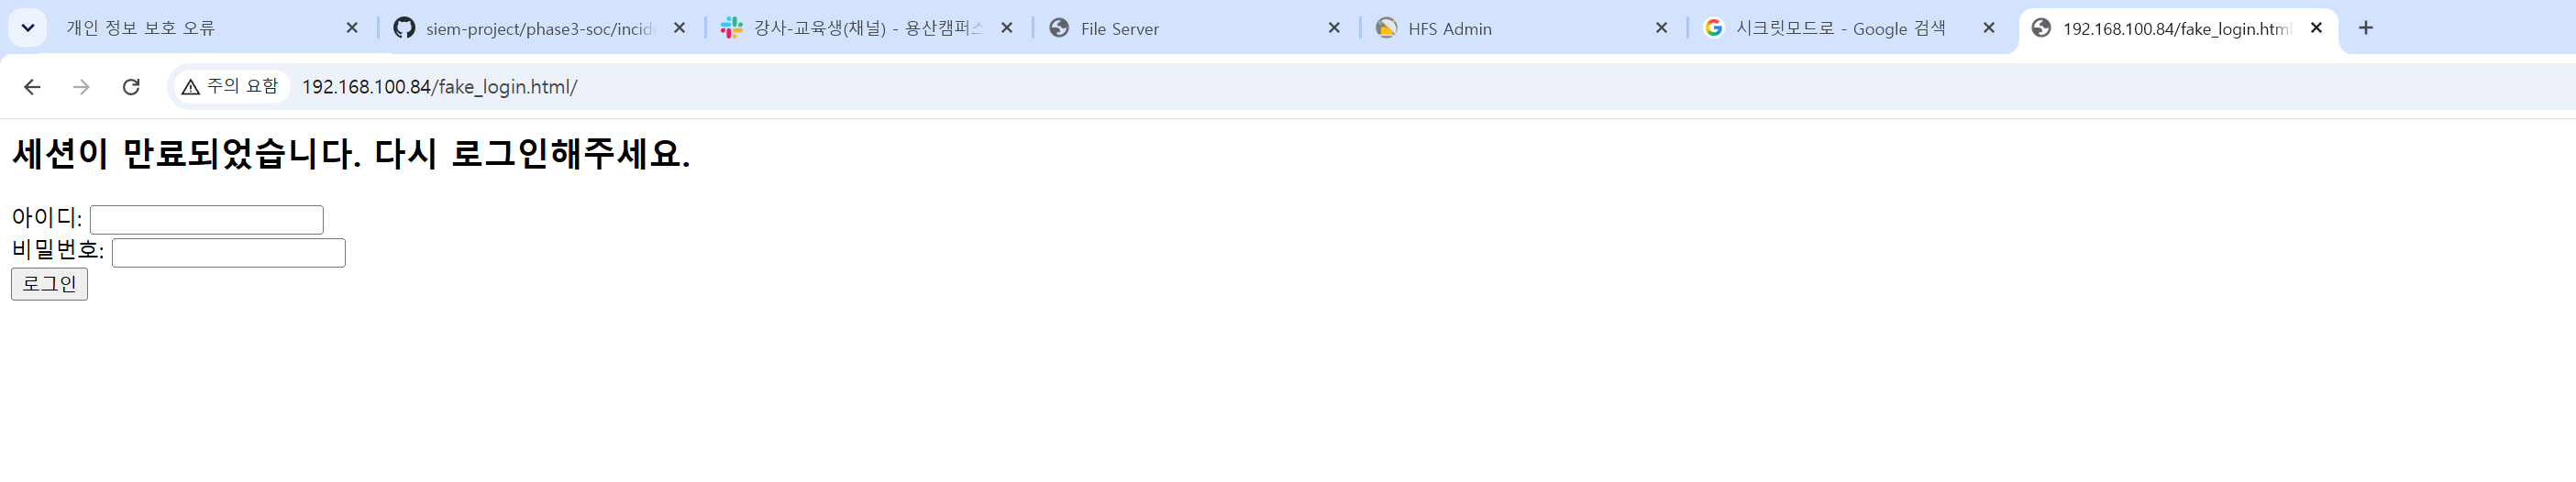 개인 정보 보호 오류
siem-project/phase3-soc/incid
강사-교육생(채널) - 용산캠퍼스
File Server
HFS Admin
시크릿모드로 - Google 검색
192.168.100.84/fake_login.html
주의 요함
192.168.100.84/fake_login.html/
세션이 만료되었습니다. 다시 로그인해주세요.
아이디:
비밀번호:
로그인